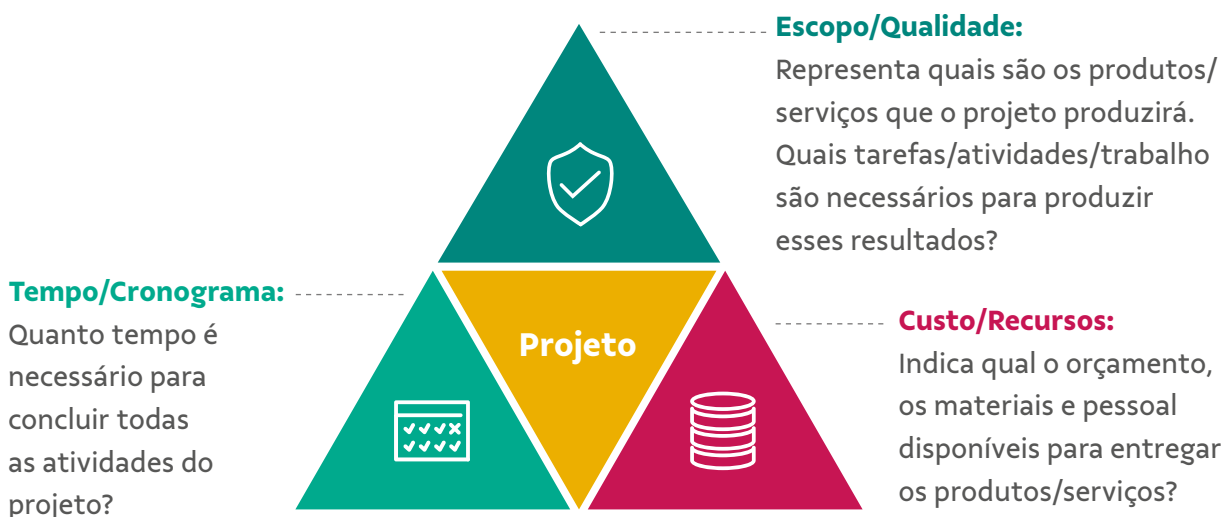 Escopo/Qualidade:
Representa quais são os produtos/
serviços que o projeto produzirá.
Quais tarefas/atividades/trabalho
são necessários para produzir
esses resultados?
Tempo/Cronograma:
Quanto tempo é
necessário para
concluir todas
as atividades do
projeto?
Projeto
Custo/Recursos:
Indica qual o orçamento,
os materiais e pessoal
disponíveis para entregar
os produtos/serviços?